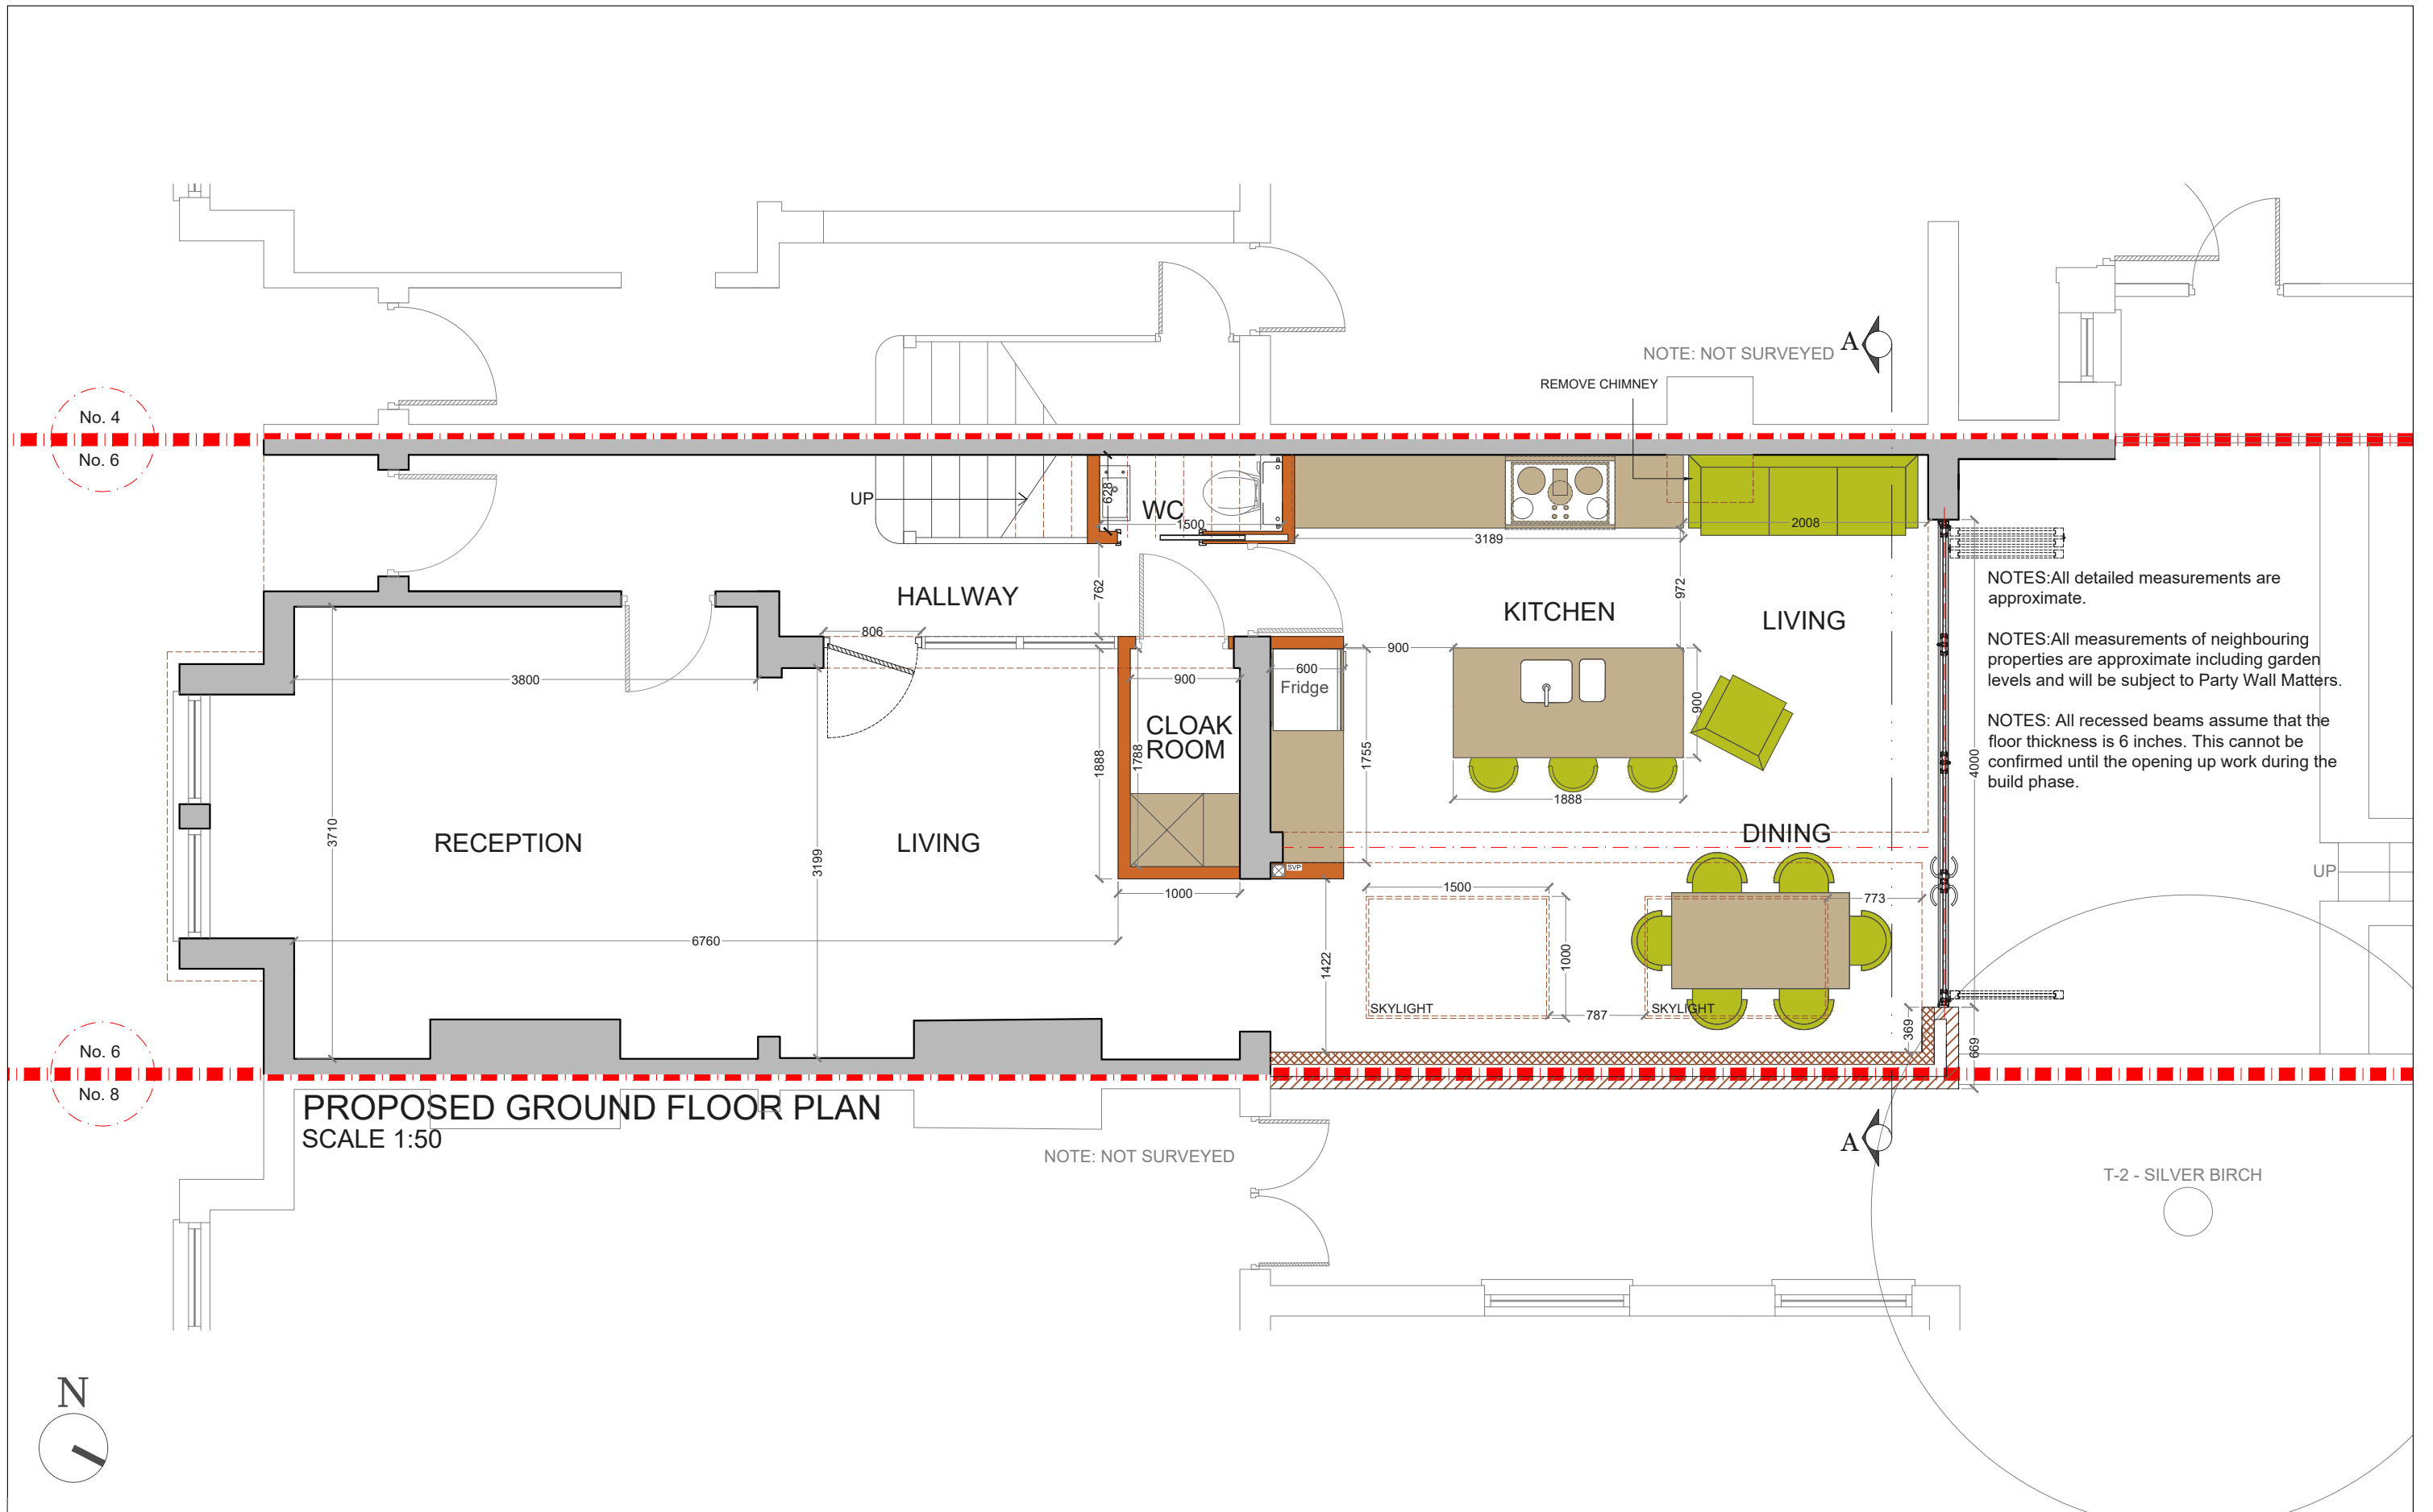 NOTE: NOT SURVEYED
A
REMOVE CHIMNEY
No. 4
No. 6
UP
628
WC
1500
3189
2008
HALLWAY
762
806
972
KITCHEN
LIVING
NOTES:All detailed measurements are
approximate.
NOTES:All measurements of neighbouring
properties are approximate including garden
levels and will be subject to Party Wall Matters.
NOTES: All recessed beams assume that the
floor thickness is 6 inches. This cannot be
confirmed until the opening up work during the
build phase.
3800
900
600
Fridge
900
900
CLOAK
ROOM
1788
1888
1755
4000
1888
3710
3199
RECEPTION
LIVING
DINING
SVP
1000
1500
773
UP
6760
1422
1000
SKYLIGHT
787
SKYLIGHT
369
669
No. 6
No. 8
PROPOSED GROUND FLOOR PLAN
SCALE 1:50
NOTE: NOT SURVEYED
A
T-2 - SILVER BIRCH
N